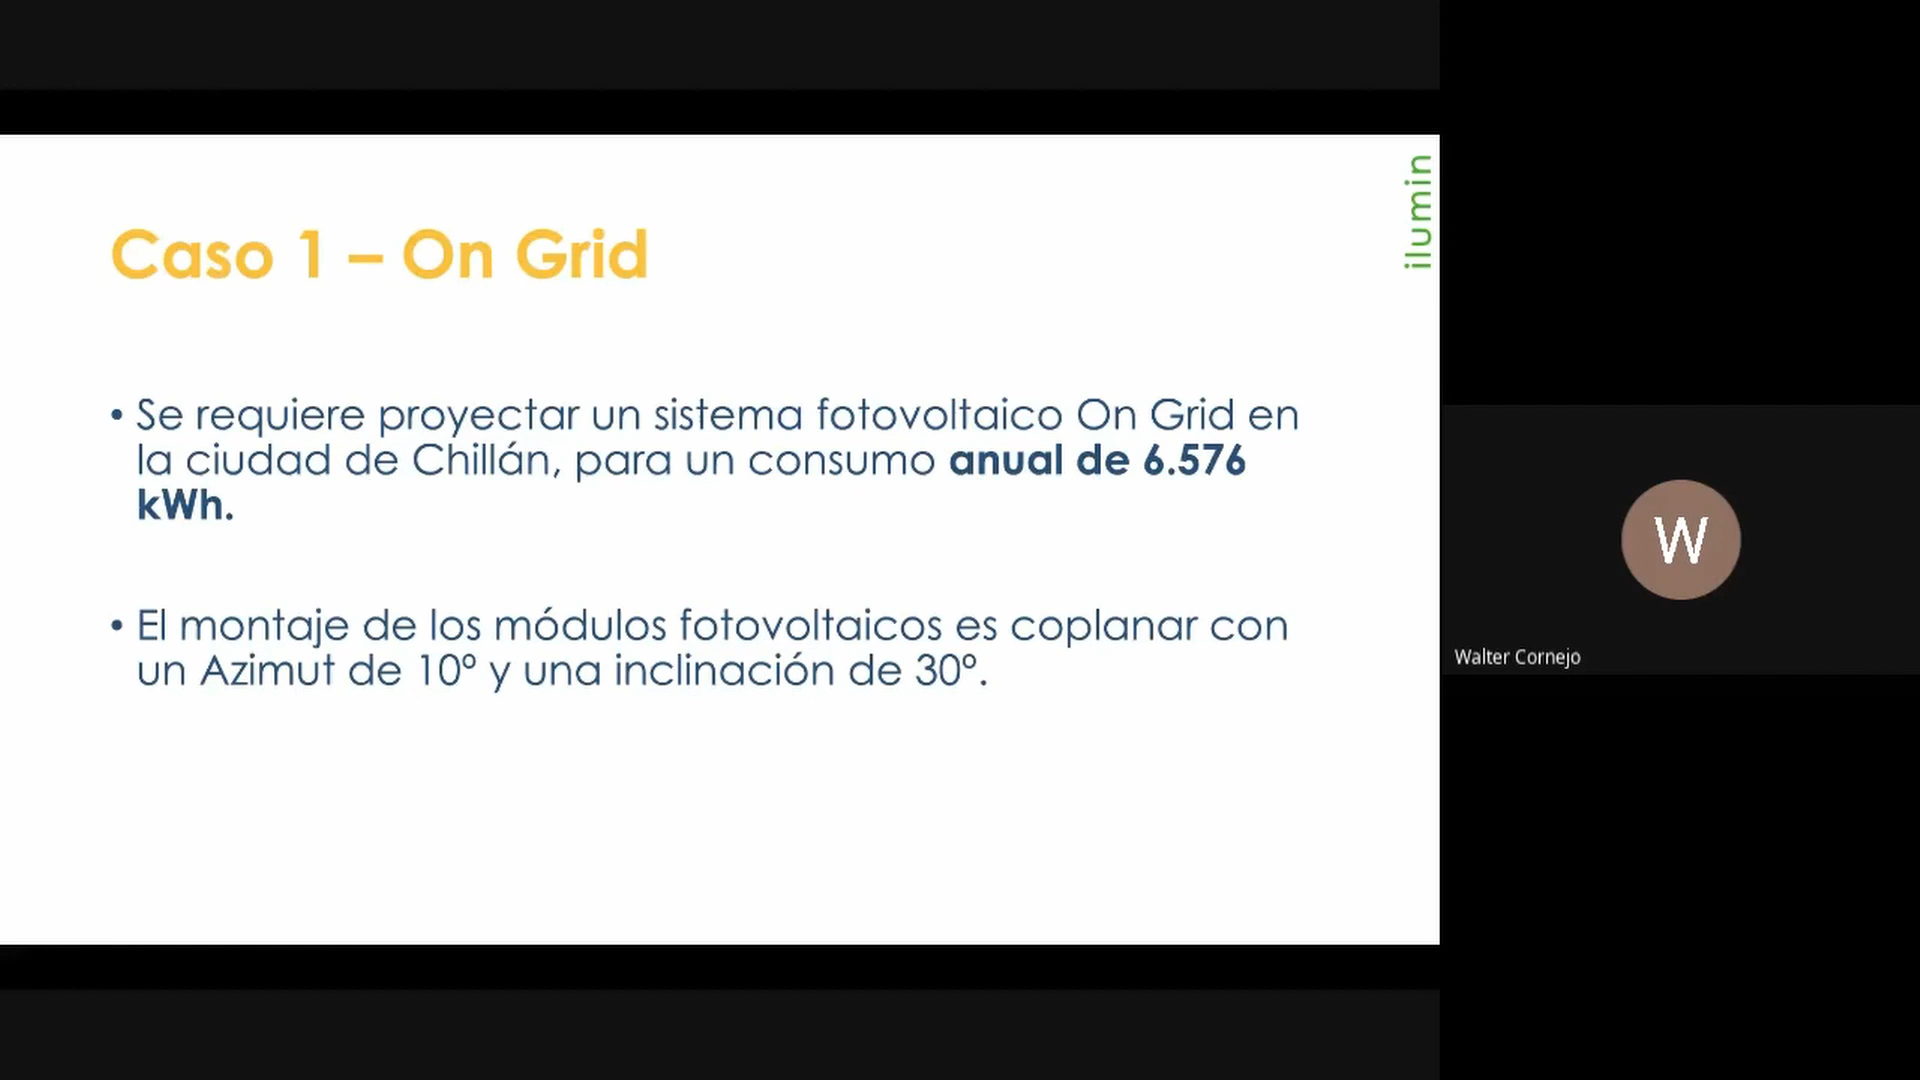 ilumin
Caso 1 – On Grid
• Se requiere proyectar un sistema fotovoltaico On Grid en
la ciudad de Chillán, para un consumo anual de 6.576
kWh.
• El montaje de los módulos fotovoltaicos es coplanar con
un Azimut de 10º y una inclinación de 30º.
W
Walter Cornejo